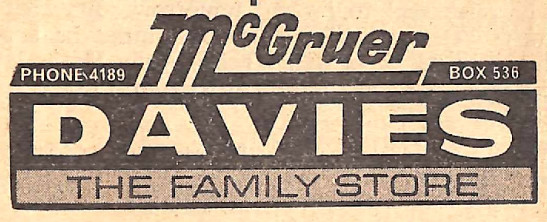 McGruer
PHONE 4189 BOX 536
DAVIES
THE FAMILY STORE